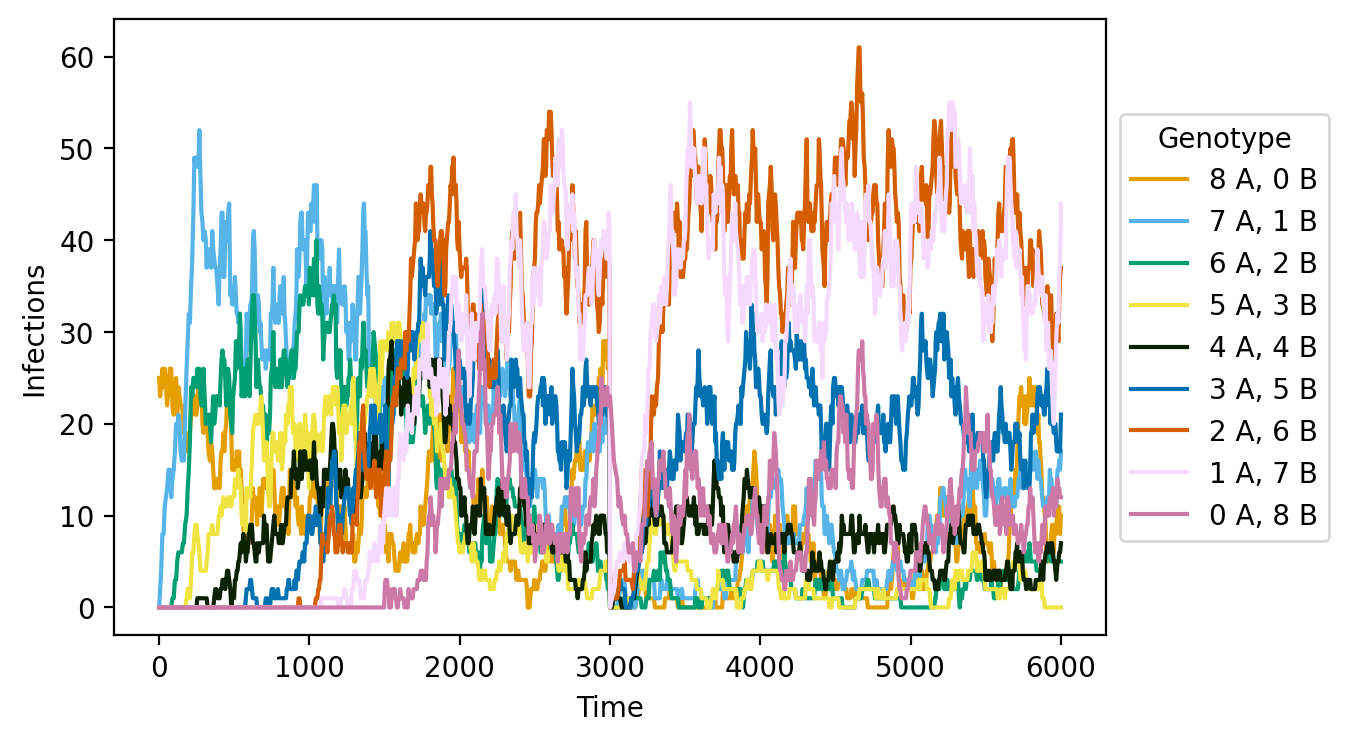 60
50
40
30
20
10
0
Infections
0 1000 2000 3000 4000 5000 6000
Time
Genotype
8 A, 0 B
7 A, 1 B
6 A, 2 B
5 A, 3 B
4 A, 4 B
3 A, 5 B
2 A, 6 B
1 A, 7 B
0 A, 8 B